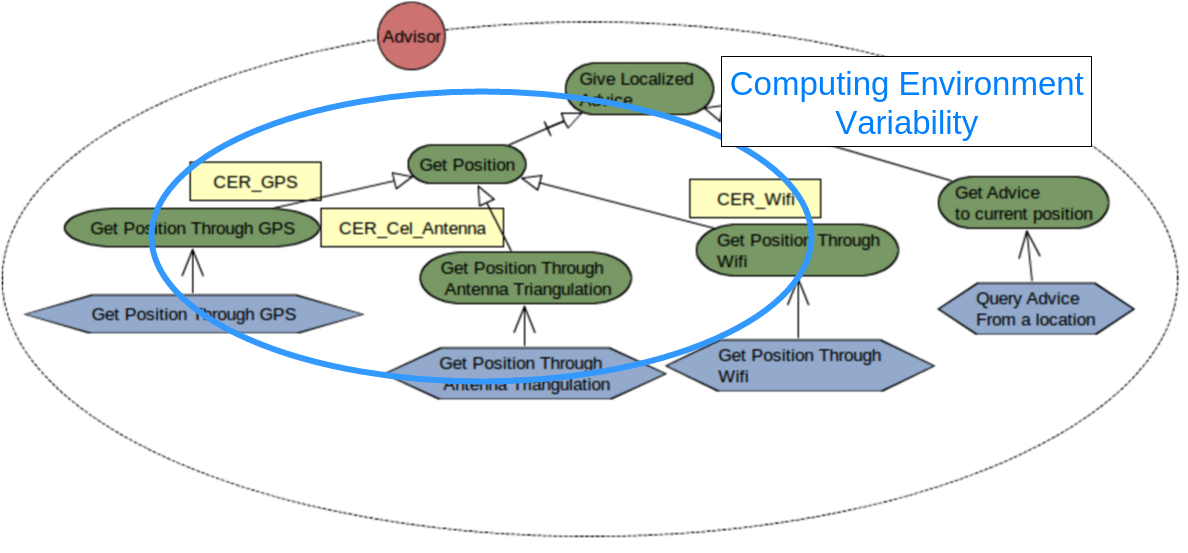 Advisor
Give Localized
Advice
Computing Environment
Variability
Get Position
CER_GPS
CER_Cel_Antenna
CER_Wifi
Get Position Through GPS
Get Position Through
Antenna Triangulation
Get Position Through
Wifi
Get Advice
to current position
Get Position Through GPS
Get Position Through
Antenna Triangulation
Get Position Through
Wifi
Query Advice
From a location